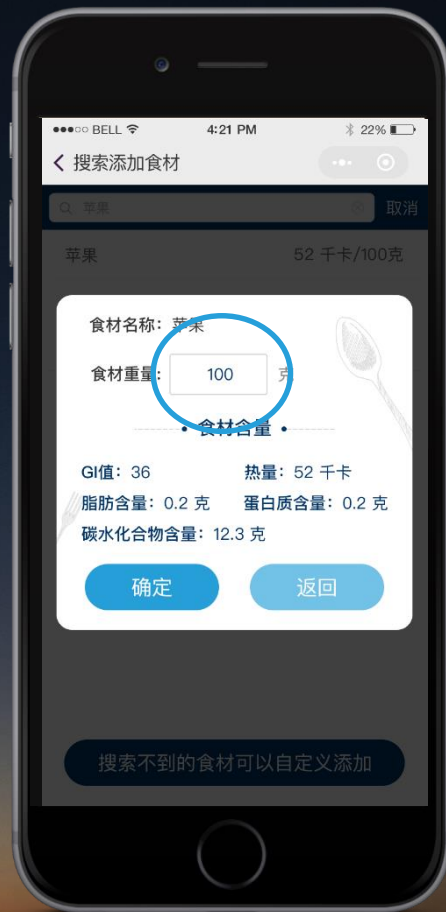 BELL 4:21 PM 22%
搜索添加食材
苹果 取消
苹果 52 千卡/100克
食材名称：苹果
食材重量： 100 克
• 食材含量 •
GI值：36 热量：52 千卡
脂肪含量：0.2 克 蛋白质含量：0.2 克
碳水化合物含量：12.3 克
确定 返回
搜索不到的食材可以自定义添加